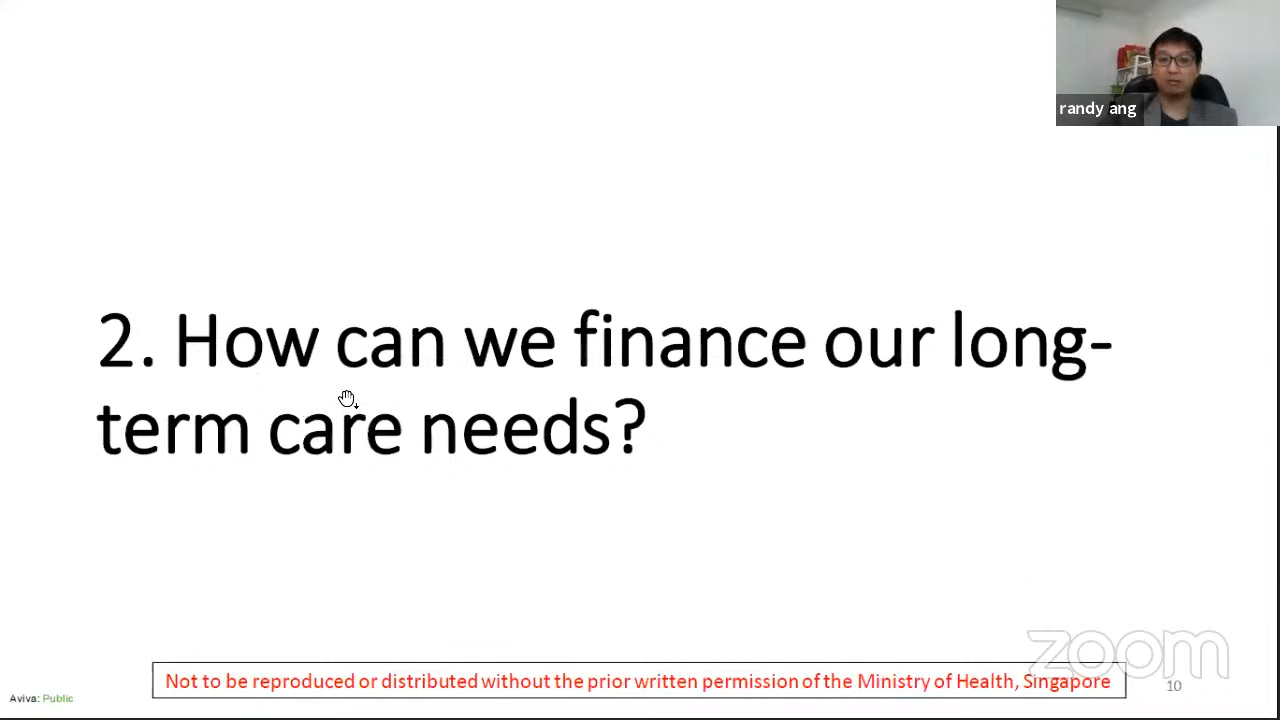 randy ang
2. How can we finance our long-
term care needs?
zoom
Not to be reproduced or distributed without the prior written permission of the Ministry of Health, Singapore
10
Aviva: Public